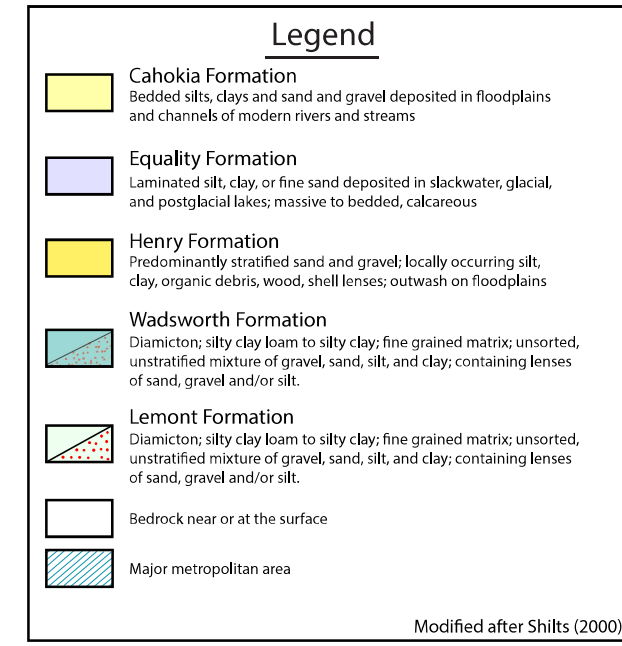 Legend
Cahokia Formation
Bedded silts, clays and sand and gravel deposited in floodplains
and channels of modern rivers and streams
Equality Formation
Laminated silt, clay, or fine sand deposited in slackwater, glacial,
and postglacial lakes; massive to bedded, calcareous
Henry Formation
Predominantly stratified sand and gravel; locally occurring silt,
clay, organic debris, wood, shell lenses; outwash on floodplains
Wadsworth Formation
Diamicton; silty clay loam to silty clay; fine grained matrix; unsorted,
unstratified mixture of gravel, sand, silt, and clay; containing lenses
of sand, gravel and/or silt.
Lemont Formation
Diamicton; silty clay loam to silty clay; fine grained matrix; unsorted,
unstratified mixture of gravel, sand, silt, and clay; containing lenses
of sand, gravel and/or silt.
Bedrock near or at the surface
Major metropolitan area
Modified after Shilts (2000)